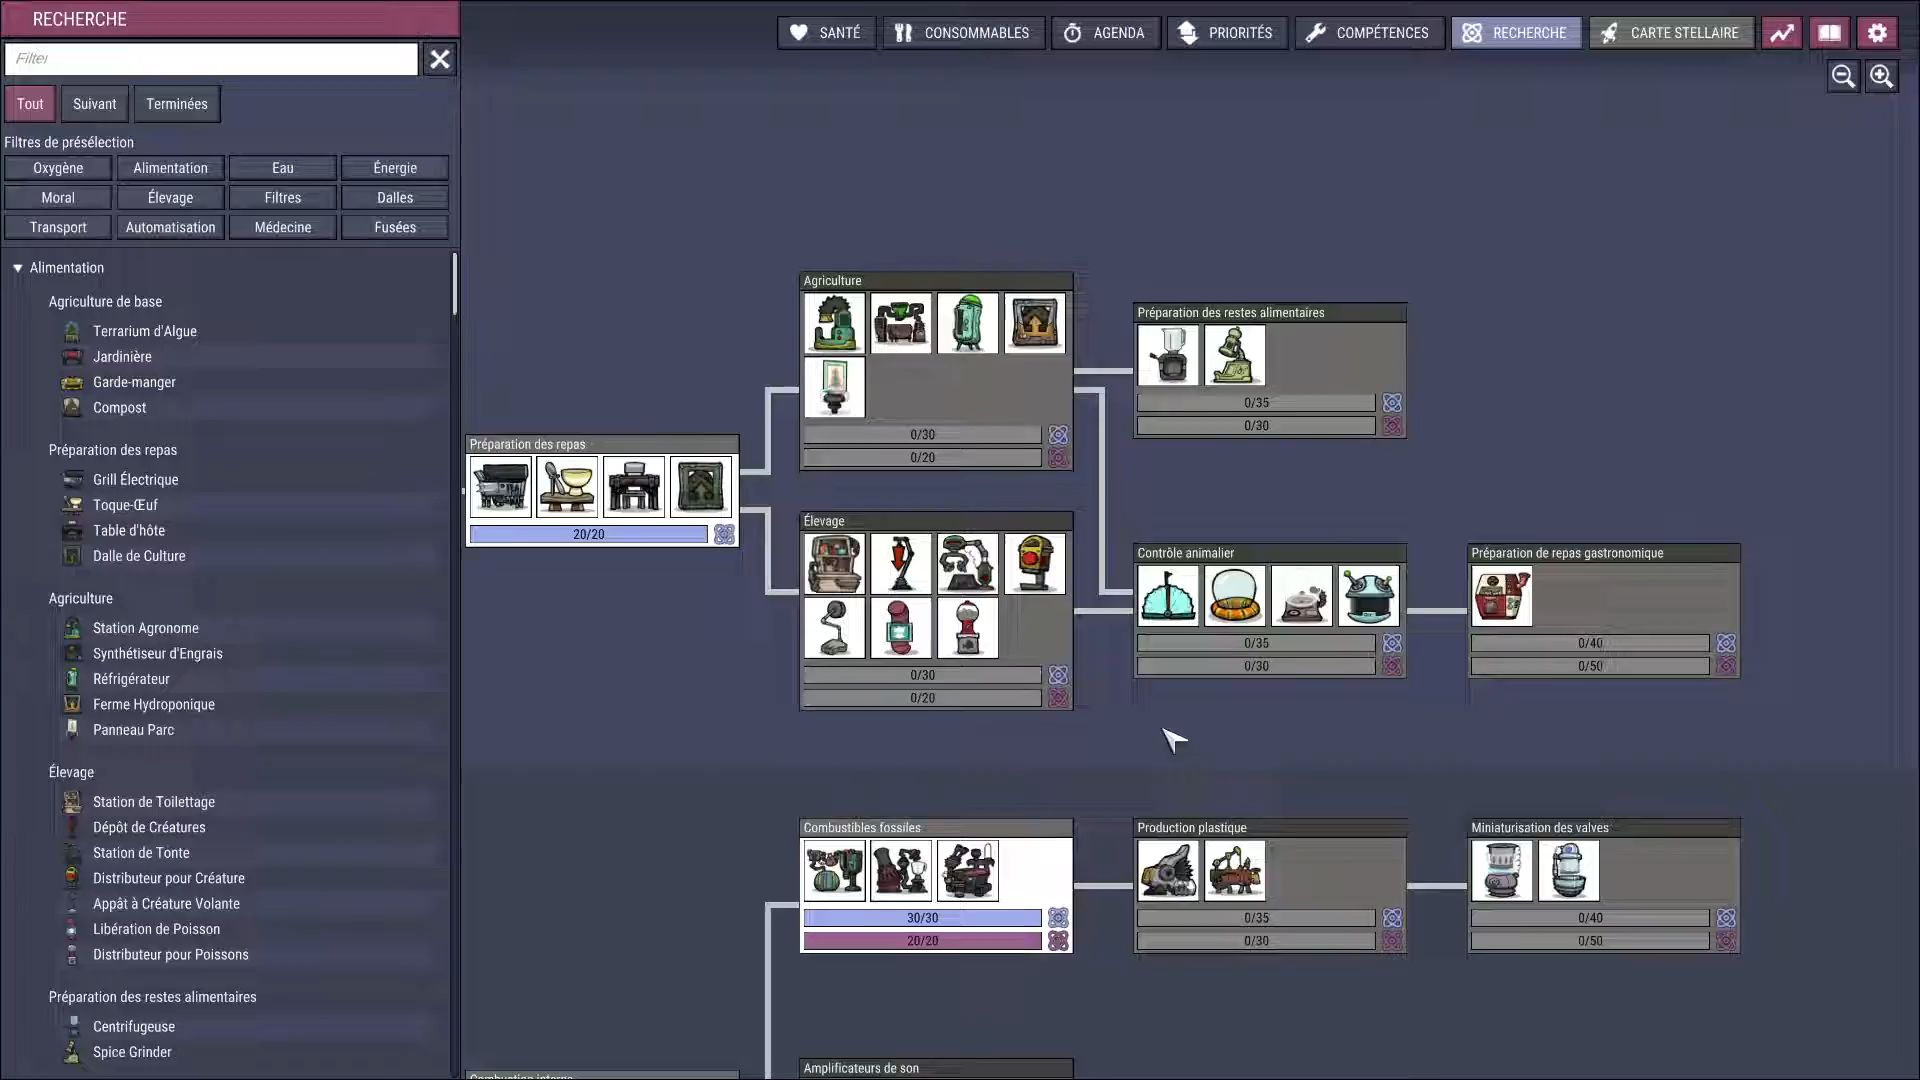 RECHERCHE
Filter
Tout
Suivant
Terminées
Filtres de présélection
Oxygène
Alimentation
Eau
Énergie
Moral
Élevage
Filtres
Dalles
Transport
Automatisation
Médecine
Fusées
Alimentation
Agriculture de base
Terrarium d'Algue
Jardinière
Garde-manger
Compost
Préparation des repas
Grill Électrique
Toque-Œuf
Table d'hôte
Dalle de Culture
Agriculture
Station Agronome
Synthétiseur d'Engrais
Réfrigérateur
Ferme Hydroponique
Panneau Parc
Élevage
Station de Toilettage
Dépôt de Créatures
Station de Tonte
Distributeur pour Créature
Appât à Créature Volante
Libération de Poisson
Distributeur pour Poissons
Préparation des restes alimentaires
Centrifugeuse
Spice Grinder
SANTÉ
CONSOMMABLES
AGENDA
PRIORITÉS
COMPÉTENCES
RECHERCHE
CARTE STELLAIRE
Préparation des repas
20/20
Agriculture
0/30
0/20
Préparation des restes alimentaires
0/35
0/30
Élevage
0/30
0/20
Contrôle animalier
0/35
0/30
Préparation de repas gastronomique
0/40
0/50
Combustibles fossiles
30/30
20/20
Production plastique
0/35
0/30
Miniaturisation des valves
0/40
0/50
Amplificateurs de son
Combustion interne